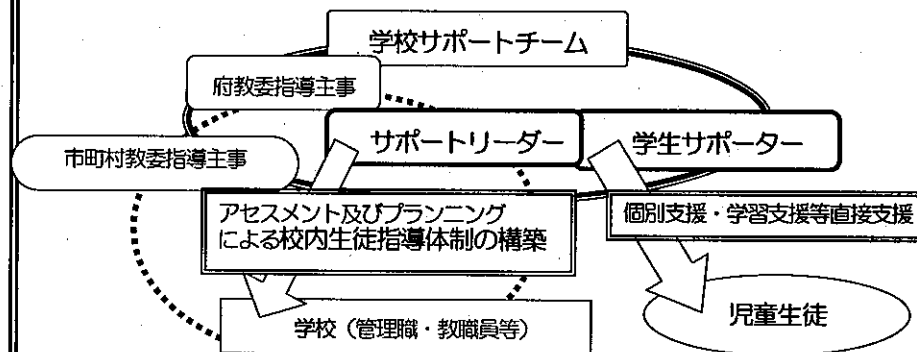 学校サポートチーム
府教委指導主事
サポートリーダー
学生サポーター
市町村教委指導主事
アセスメント及びプランニング
による校内生徒指導体制の構築
個別支援・学習支援等直接支援
学校（管理職・教職員等）
児童生徒